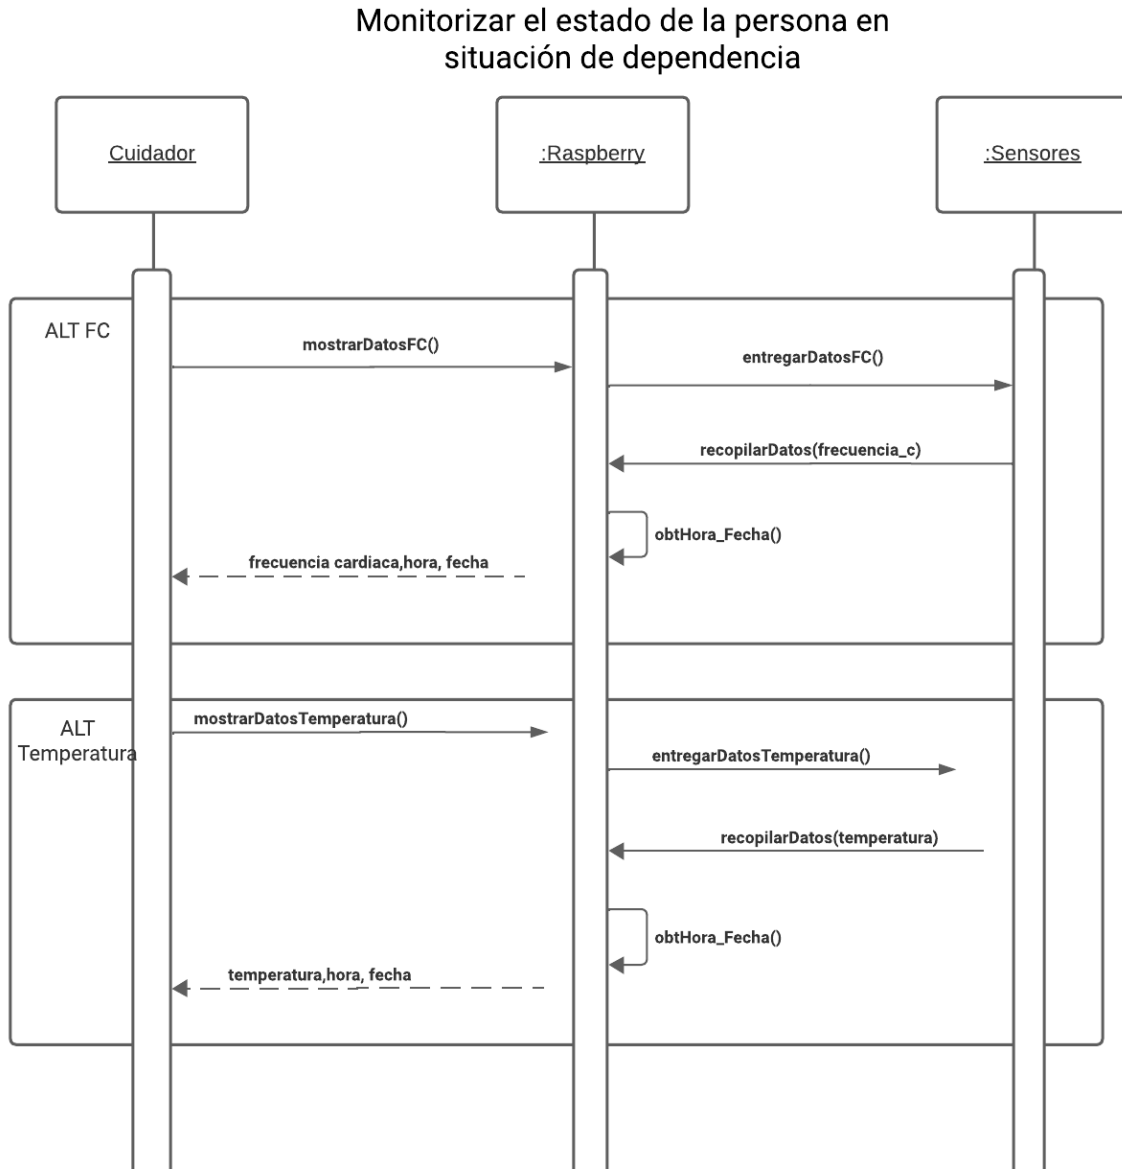 Monitorizar el estado de la persona en
situación de dependencia
Cuidador
:Raspberry
:Sensores
ALT FC
mostrarDatosFC()
entregarDatosFC()
recopilarDatos(frecuencia_c)
obtHora_Fecha()
frecuencia cardiaca,hora, fecha
ALT
Temperatura
mostrarDatosTemperatura()
entregarDatosTemperatura()
recopilarDatos(temperatura)
obtHora_Fecha()
temperatura,hora, fecha